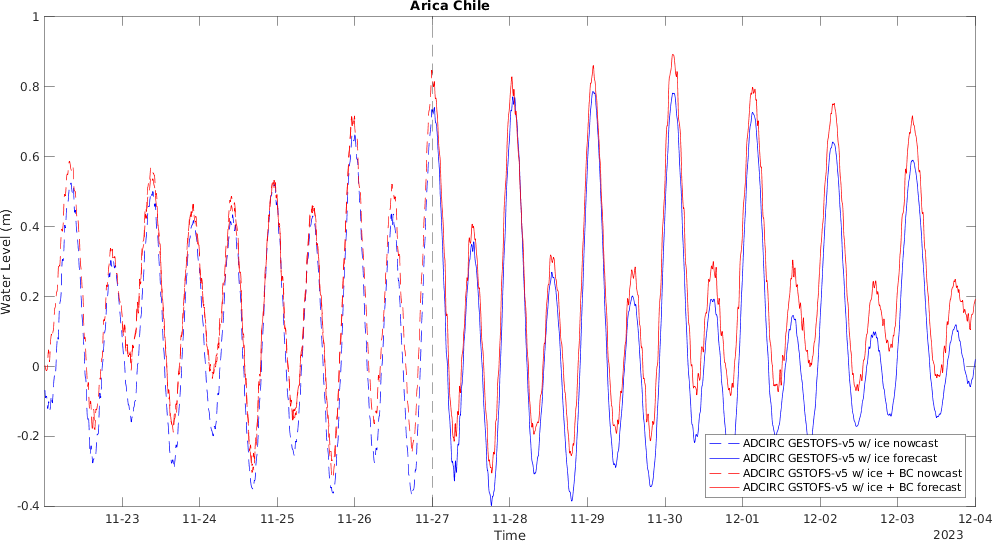 Arica Chile
1
0.8
0.6
0.4
0.2
0
-0.2
-0.4
Water Level (m)
11-23 11-24 11-25 11-26 11-27 11-28 11-29 11-30 12-01 12-02 12-03 12-04
Time
2023
ADCIRC GESTOFS-v5 w/ ice nowcast
ADCIRC GESTOFS-v5 w/ ice forecast
ADCIRC GSTOFS-v5 w/ ice + BC nowcast
ADCIRC GSTOFS-v5 w/ ice + BC forecast